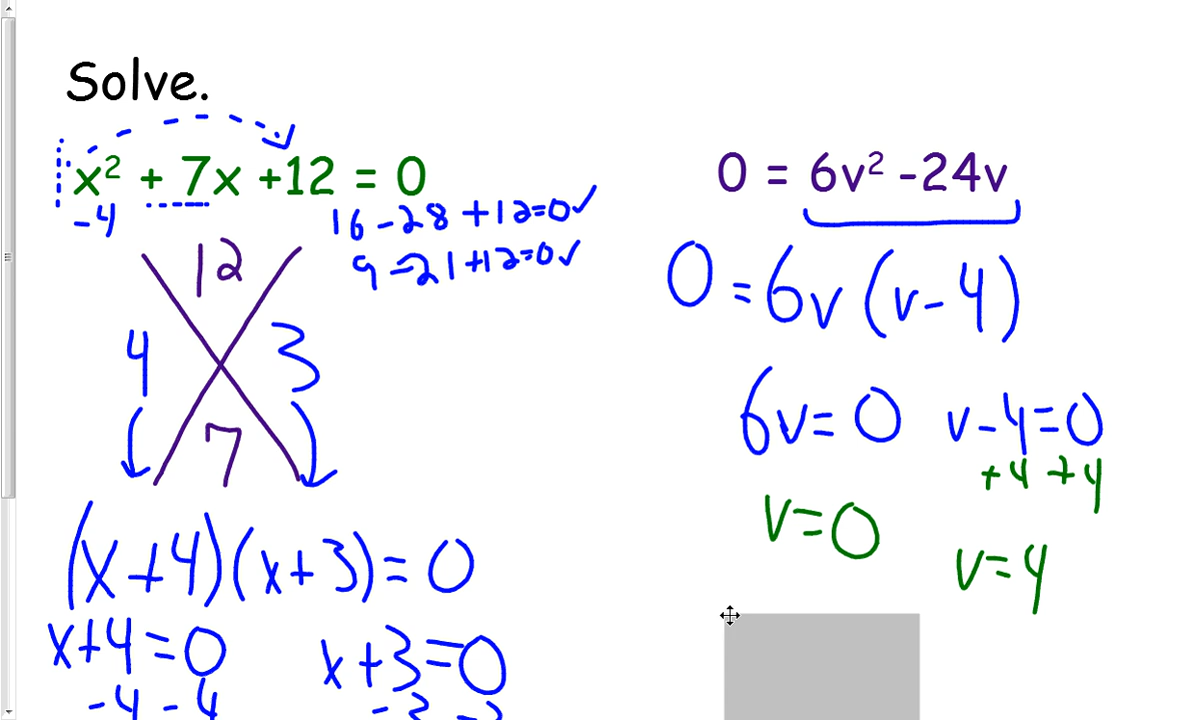 Solve.
x² + 7x +12 = 0
-4
16 -28 +12=0✓
9 -21+12=0✓
12
4 3
7
(x+4)(x+3)=0
x+4=0 x+3=0
-4 -4 -3 -3
0 = 6v² -24v
0=6v(v-4)
6v=0 v-4=0
+4 +4
v=0
v=4